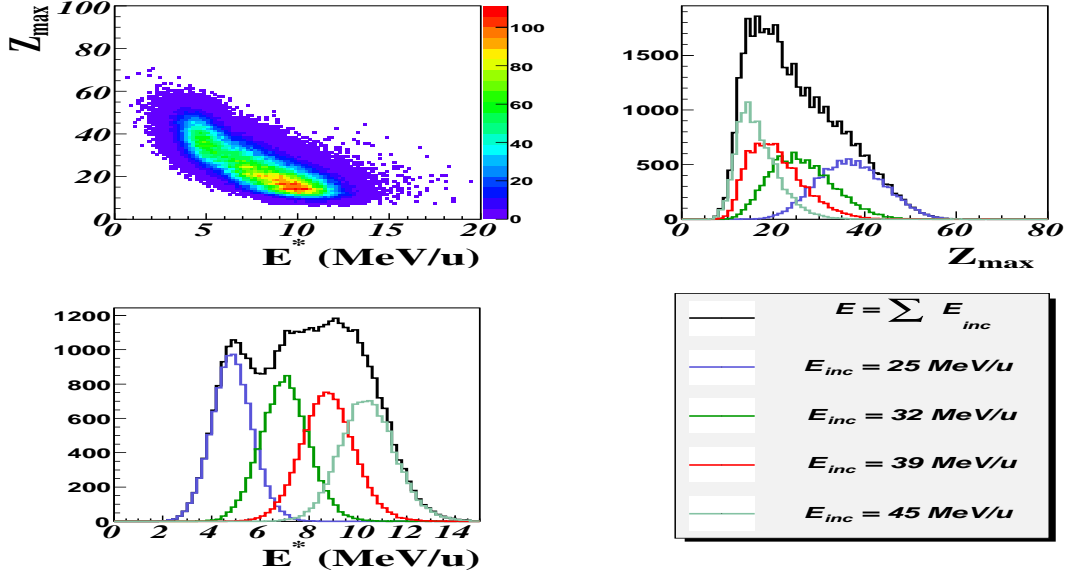 Z_max
100
80
60
40
20
0
0 5 10 15 20
E* (MeV/u)
100
80
60
40
20
0
1500
1000
500
0
0 20 40 60 80
Z_max
1200
1000
800
600
400
200
0
0 2 4 6 8 10 12 14
E* (MeV/u)
E = ∑ E_inc
E_inc = 25 MeV/u
E_inc = 32 MeV/u
E_inc = 39 MeV/u
E_inc = 45 MeV/u